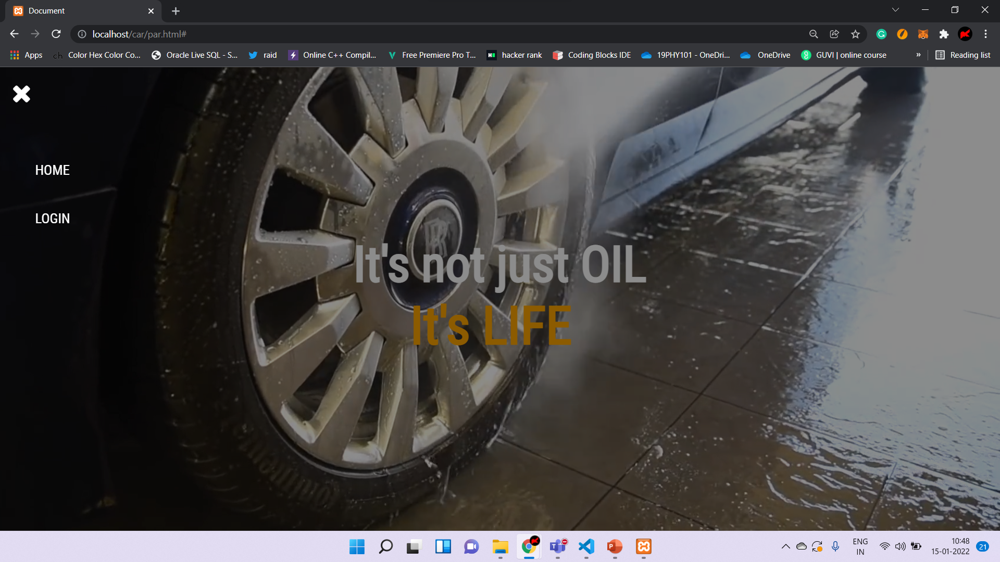 Document
localhost/car/par.html#
Apps
ch Color Hex Color Co...
Oracle Live SQL - S...
raid
Online C++ Compil...
Free Premiere Pro T...
hacker rank
Coding Blocks IDE
19PHY101 - OneDri...
OneDrive
GUVI | online course
»
Reading list
HOME
LOGIN
It's not just OIL
It's LIFE
ENG
IN
10:48
15-01-2022
21